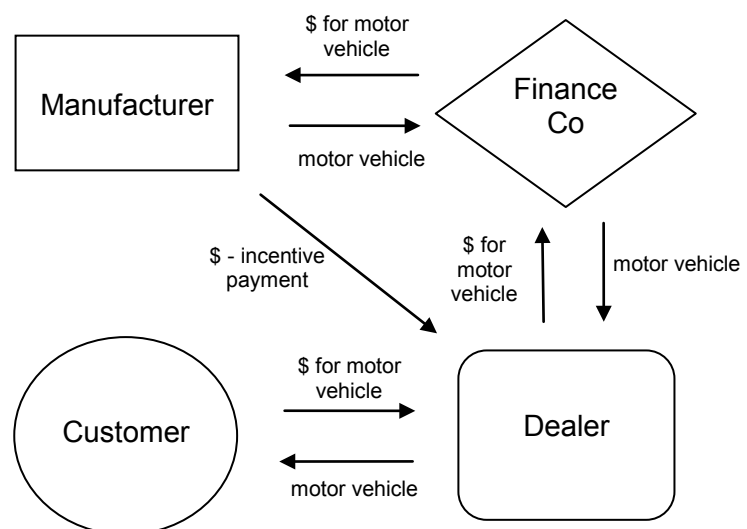 $ for motor
vehicle
Manufacturer
Finance
Co
motor vehicle
$ - incentive
payment
$ for
motor
vehicle
motor vehicle
$ for motor
vehicle
Customer
Dealer
motor vehicle